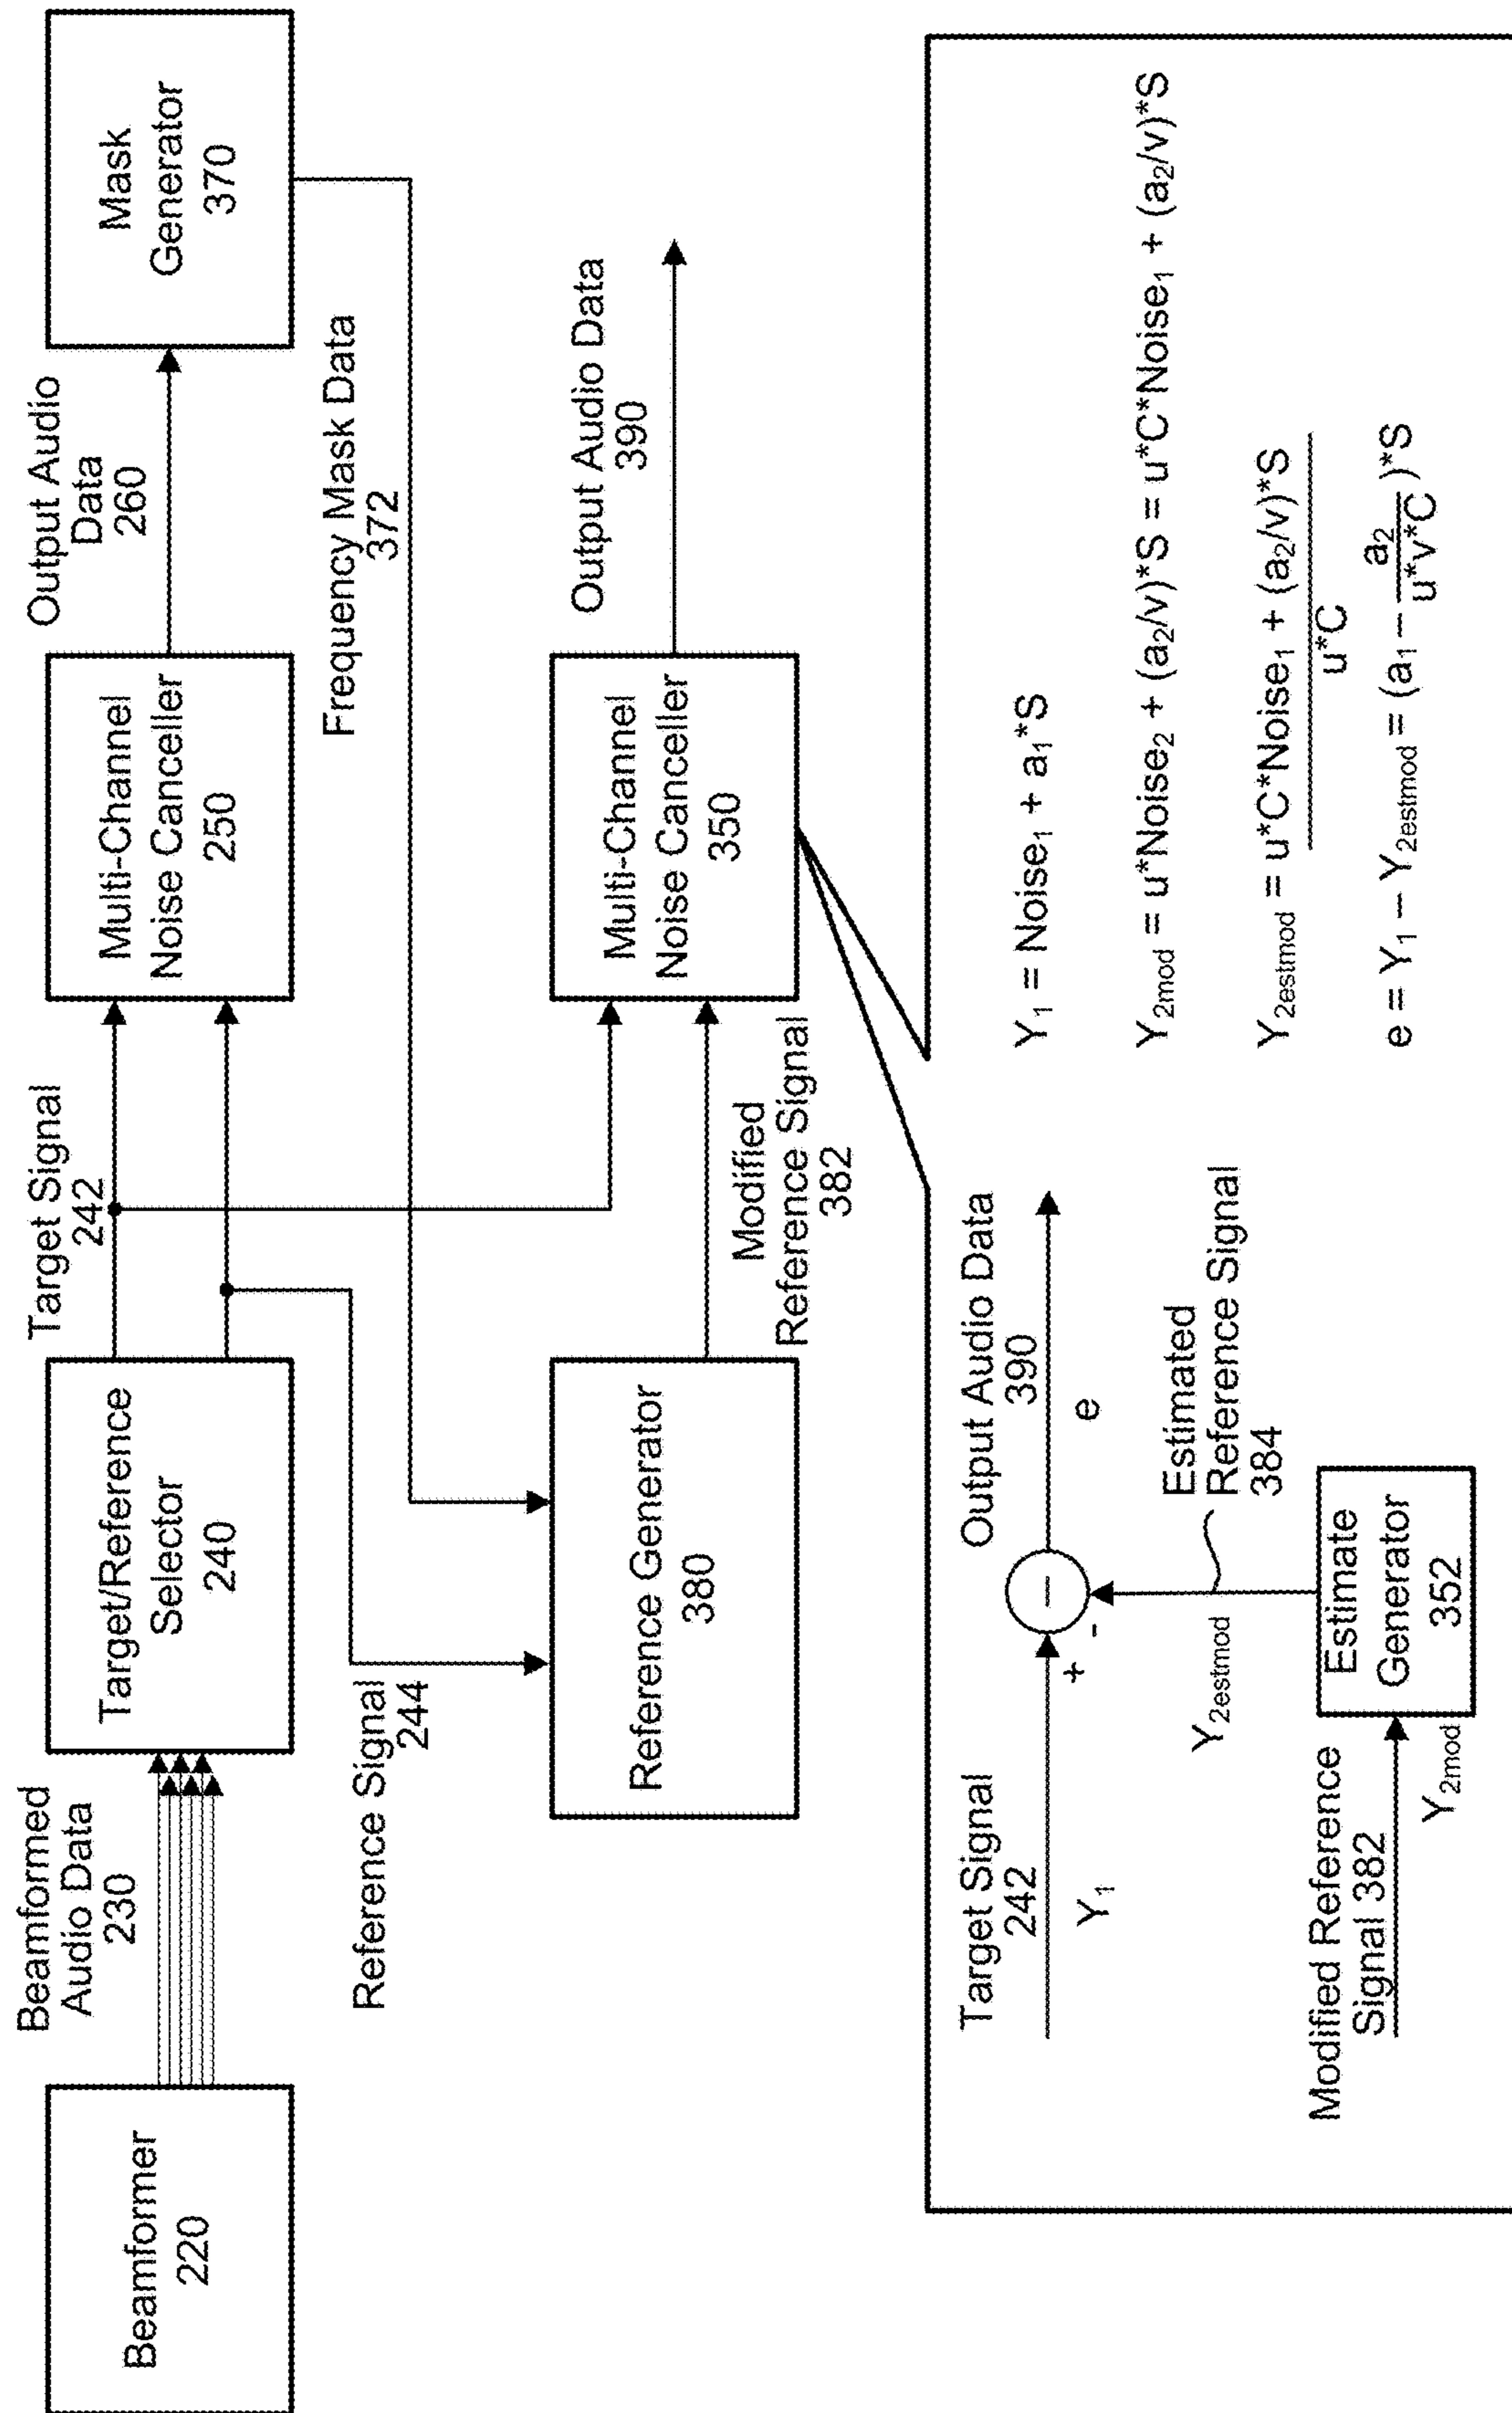 Beamformer
220
Beamformed
Audio Data
230
Target/Reference
Selector
240
Target Signal
242
Multi-Channel
Noise Canceller
250
Output Audio
Data
260
Mask
Generator
370
Reference Signal
244
Frequency Mask Data
372
Reference Generator
380
Modified
Reference Signal
382
Multi-Channel
Noise Canceller
350
Output Audio Data
390
Target Signal
242
Y₁
+
-
−
Output Audio Data
390
e
Y₂estmod
Estimated
Reference Signal
384
Modified Reference
Signal 382
Y₂mod
Estimate
Generator
352
Y₁ = Noise₁ + a₁*S
Y₂mod = u*Noise₂ + (a₂/v)*S = u*C*Noise₁ + (a₂/v)*S
Y₂estmod = u*C*Noise₁ + (a₂/v)*S
u*C
e = Y₁ − Y₂estmod = (a₁ − a₂ )*S
u*v*C